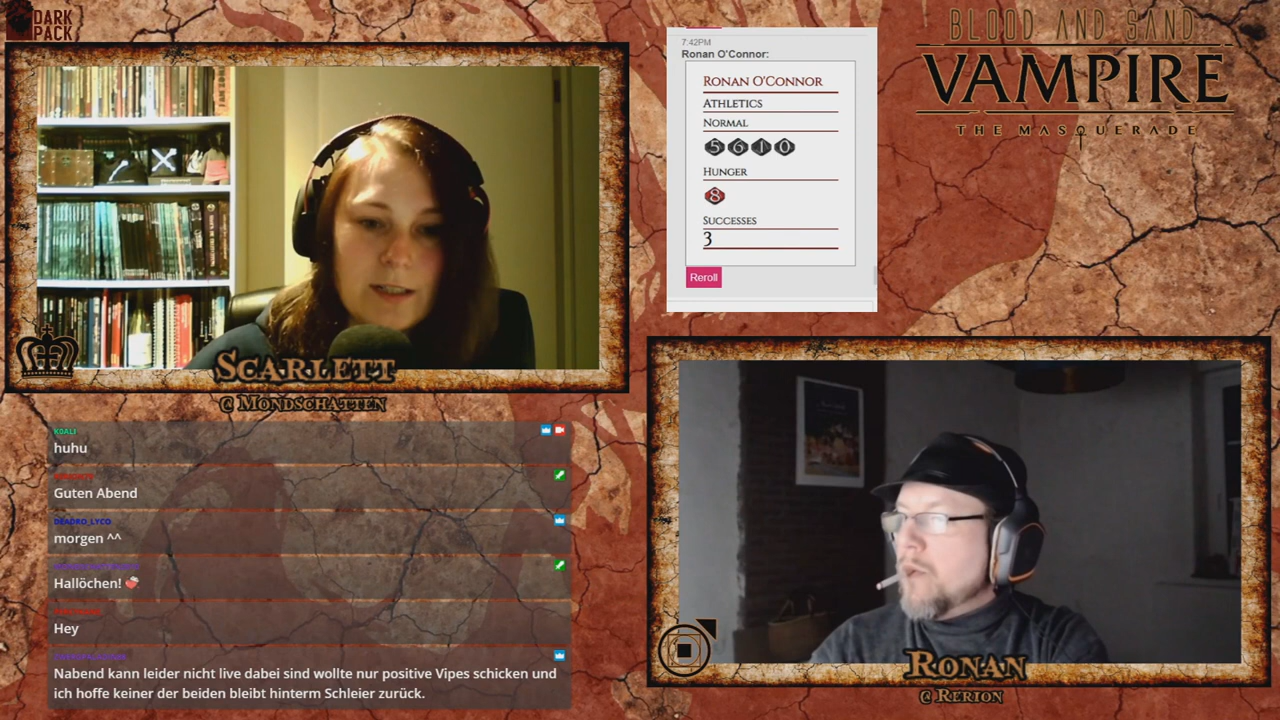 DARK
PACK
7:42PM
Ronan O'Connor:
RONAN O'CONNOR
ATHLETICS
NORMAL
5 6 1 0
HUNGER
8
SUCCESSES
3
Reroll
BLOOD AND SAND
VAMPIRE
THE MASQUERADE
SCARLETT
@ MONDSCHATTEN
K0ALI
huhu
Guten Abend
DEADRO_LYCO
morgen ^^
Hallöchen!
Hey
Nabend kann leider nicht live dabei sind wollte nur positive Vipes schicken und
ich hoffe keiner der beiden bleibt hinterm Schleier zurück.
RONAN
@ RERION